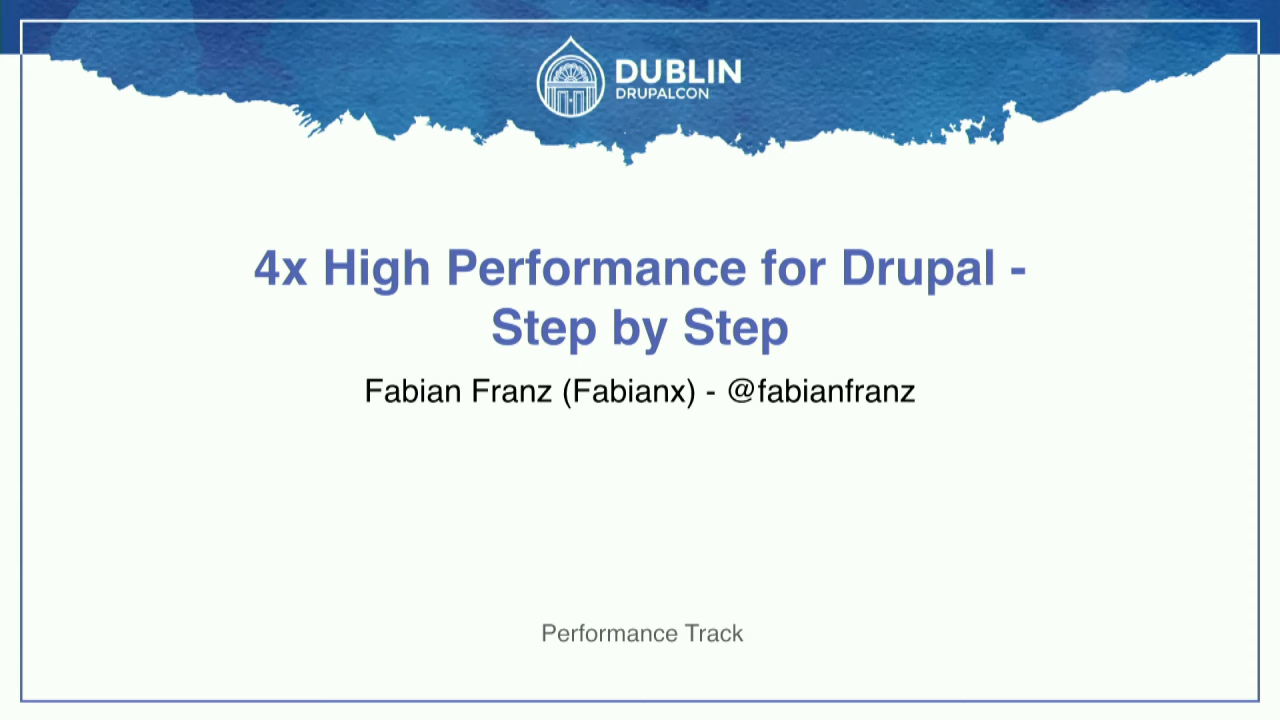 DUBLIN
DRUPALCON
4x High Performance for Drupal -
Step by Step
Fabian Franz (Fabianx) - @fabianfranz
Performance Track